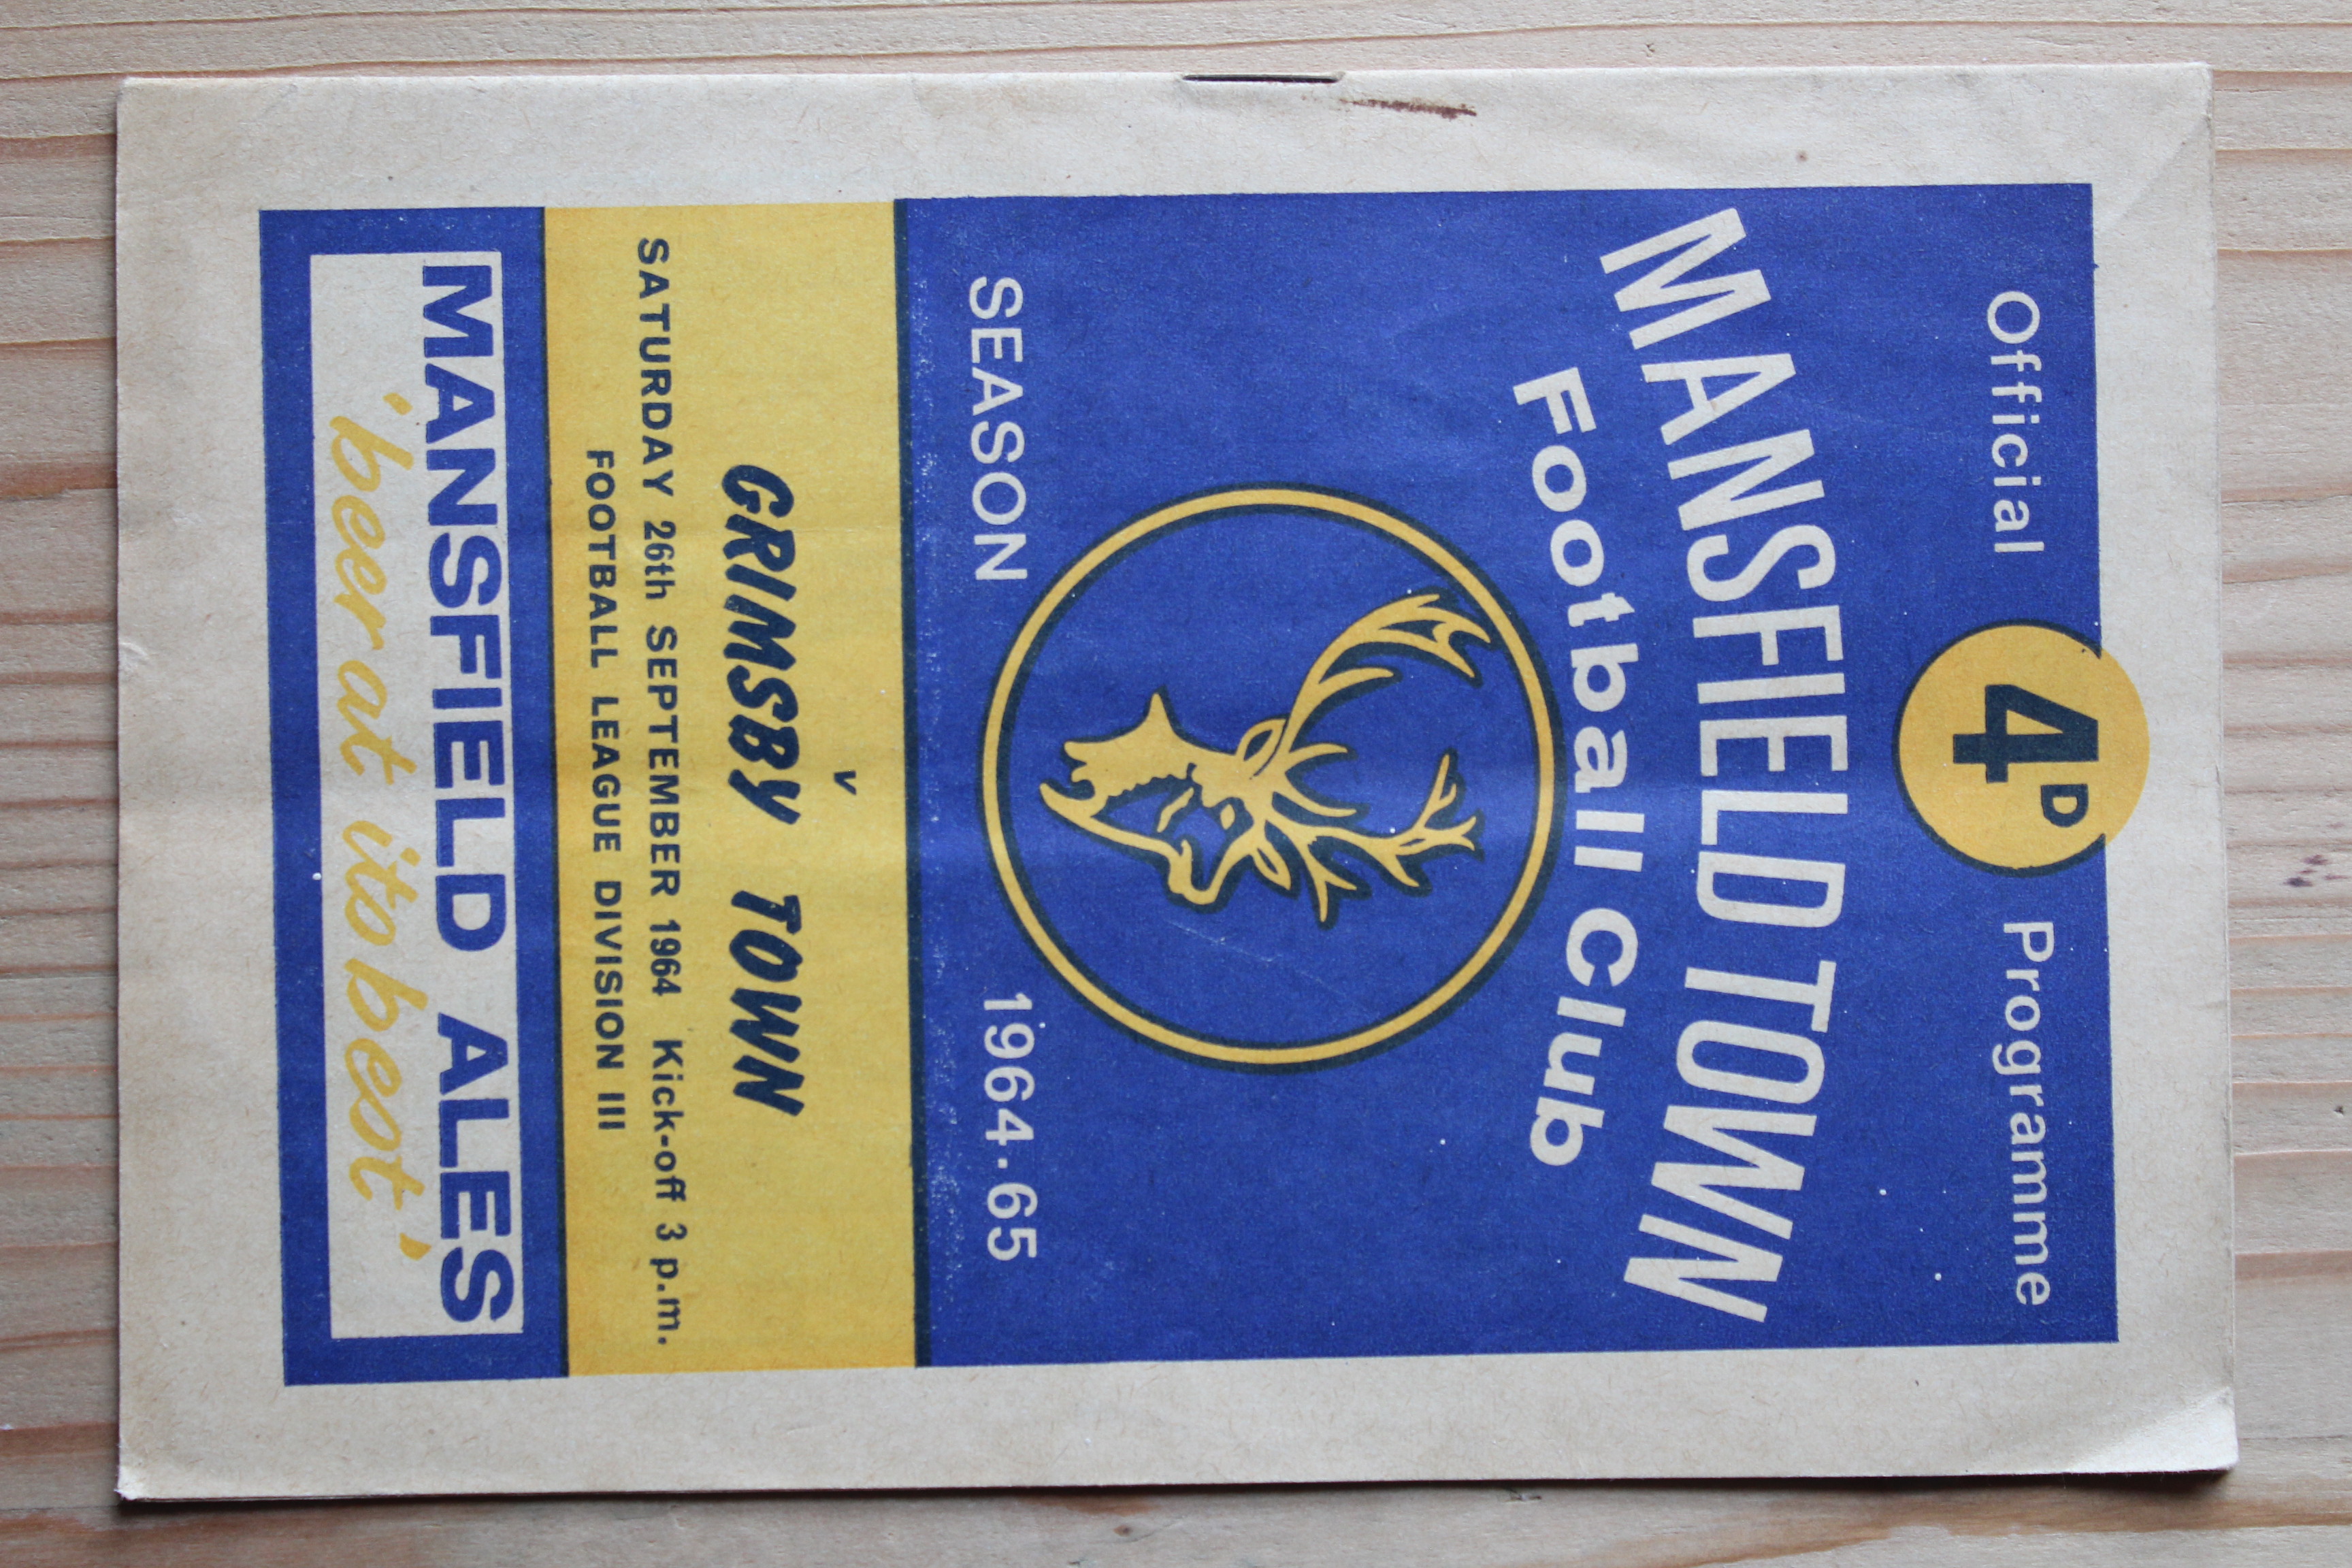 Official 4D Programme
MANSFIELD TOWN
Football Club
SEASON 1964.65
v
GRIMSBY TOWN
SATURDAY 26th SEPTEMBER 1964 Kick-off 3 p.m.
FOOTBALL LEAGUE DIVISION III
MANSFIELD ALES
'beer at its best'